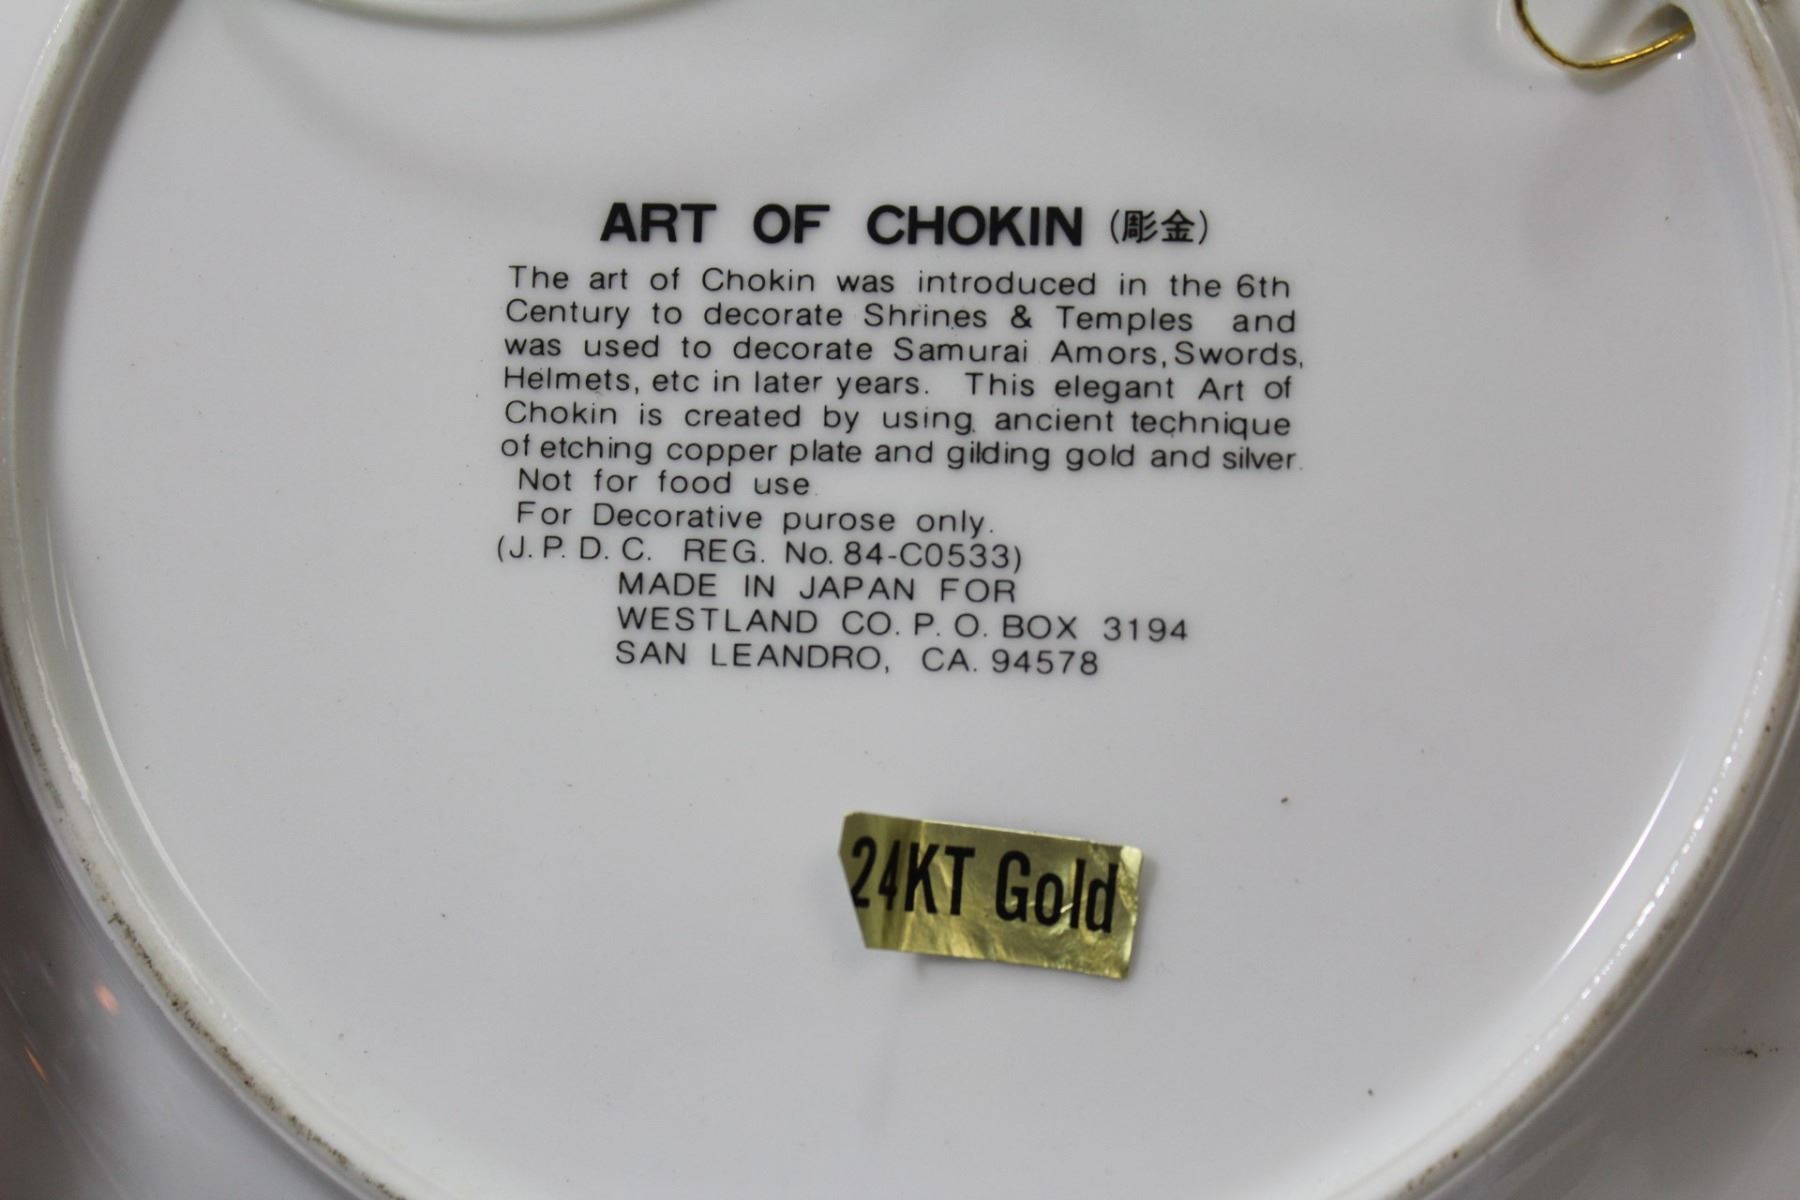 ART OF CHOKIN (彫金)
The art of Chokin was introduced in the 6th
Century to decorate Shrines & Temples and
was used to decorate Samurai Amors, Swords,
Helmets, etc in later years. This elegant Art of
Chokin is created by using ancient technique
of etching copper plate and gilding gold and silver.
Not for food use.
For Decorative purose only.
(J. P. D. C. REG. No. 84-C0533)
MADE IN JAPAN FOR
WESTLAND CO. P. O. BOX 3194
SAN LEANDRO, CA. 94578
24KT Gold